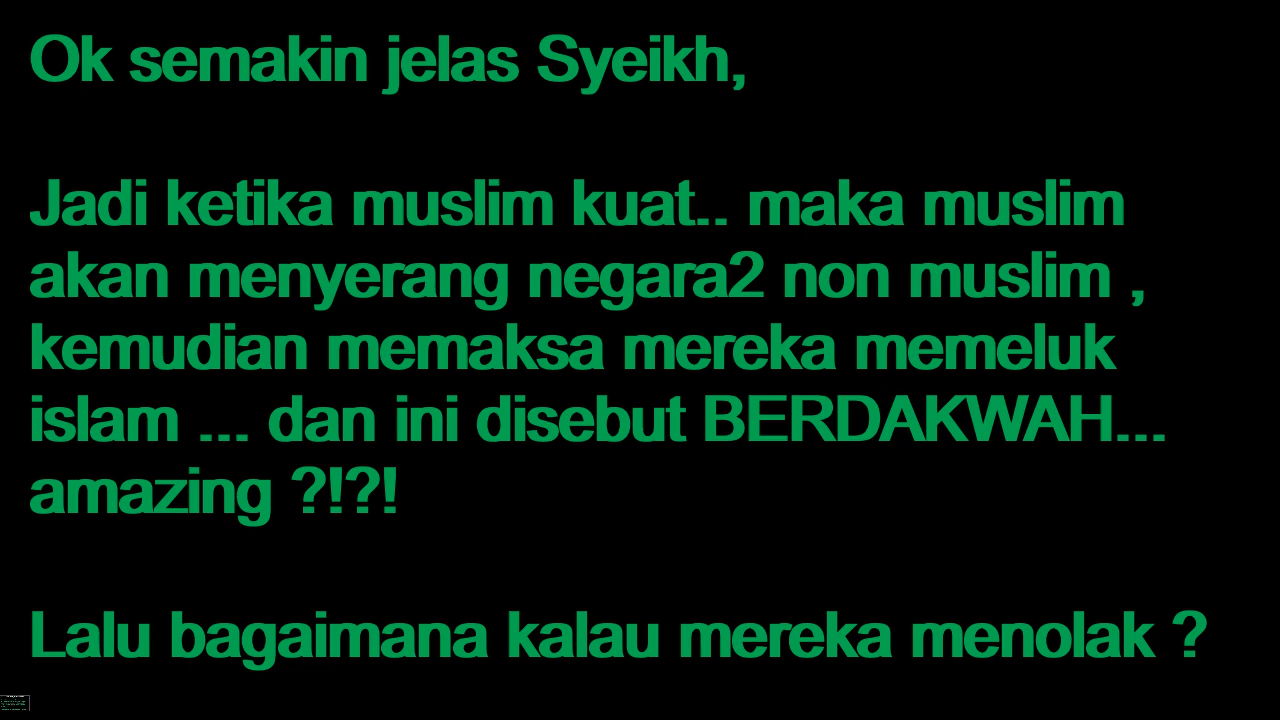 Ok semakin jelas Syeikh,
Jadi ketika muslim kuat.. maka muslim
akan menyerang negara2 non muslim ,
kemudian memaksa mereka memeluk
islam ... dan ini disebut BERDAKWAH...
amazing ?!?!
Lalu bagaimana kalau mereka menolak ?